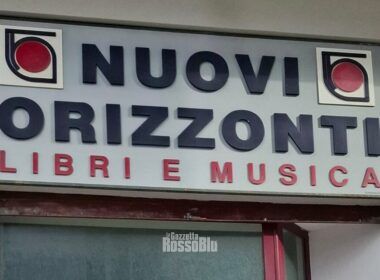 NUOVI
ORIZZONTI
LIBRI E MUSICA
la Gazzetta
RossoBlu